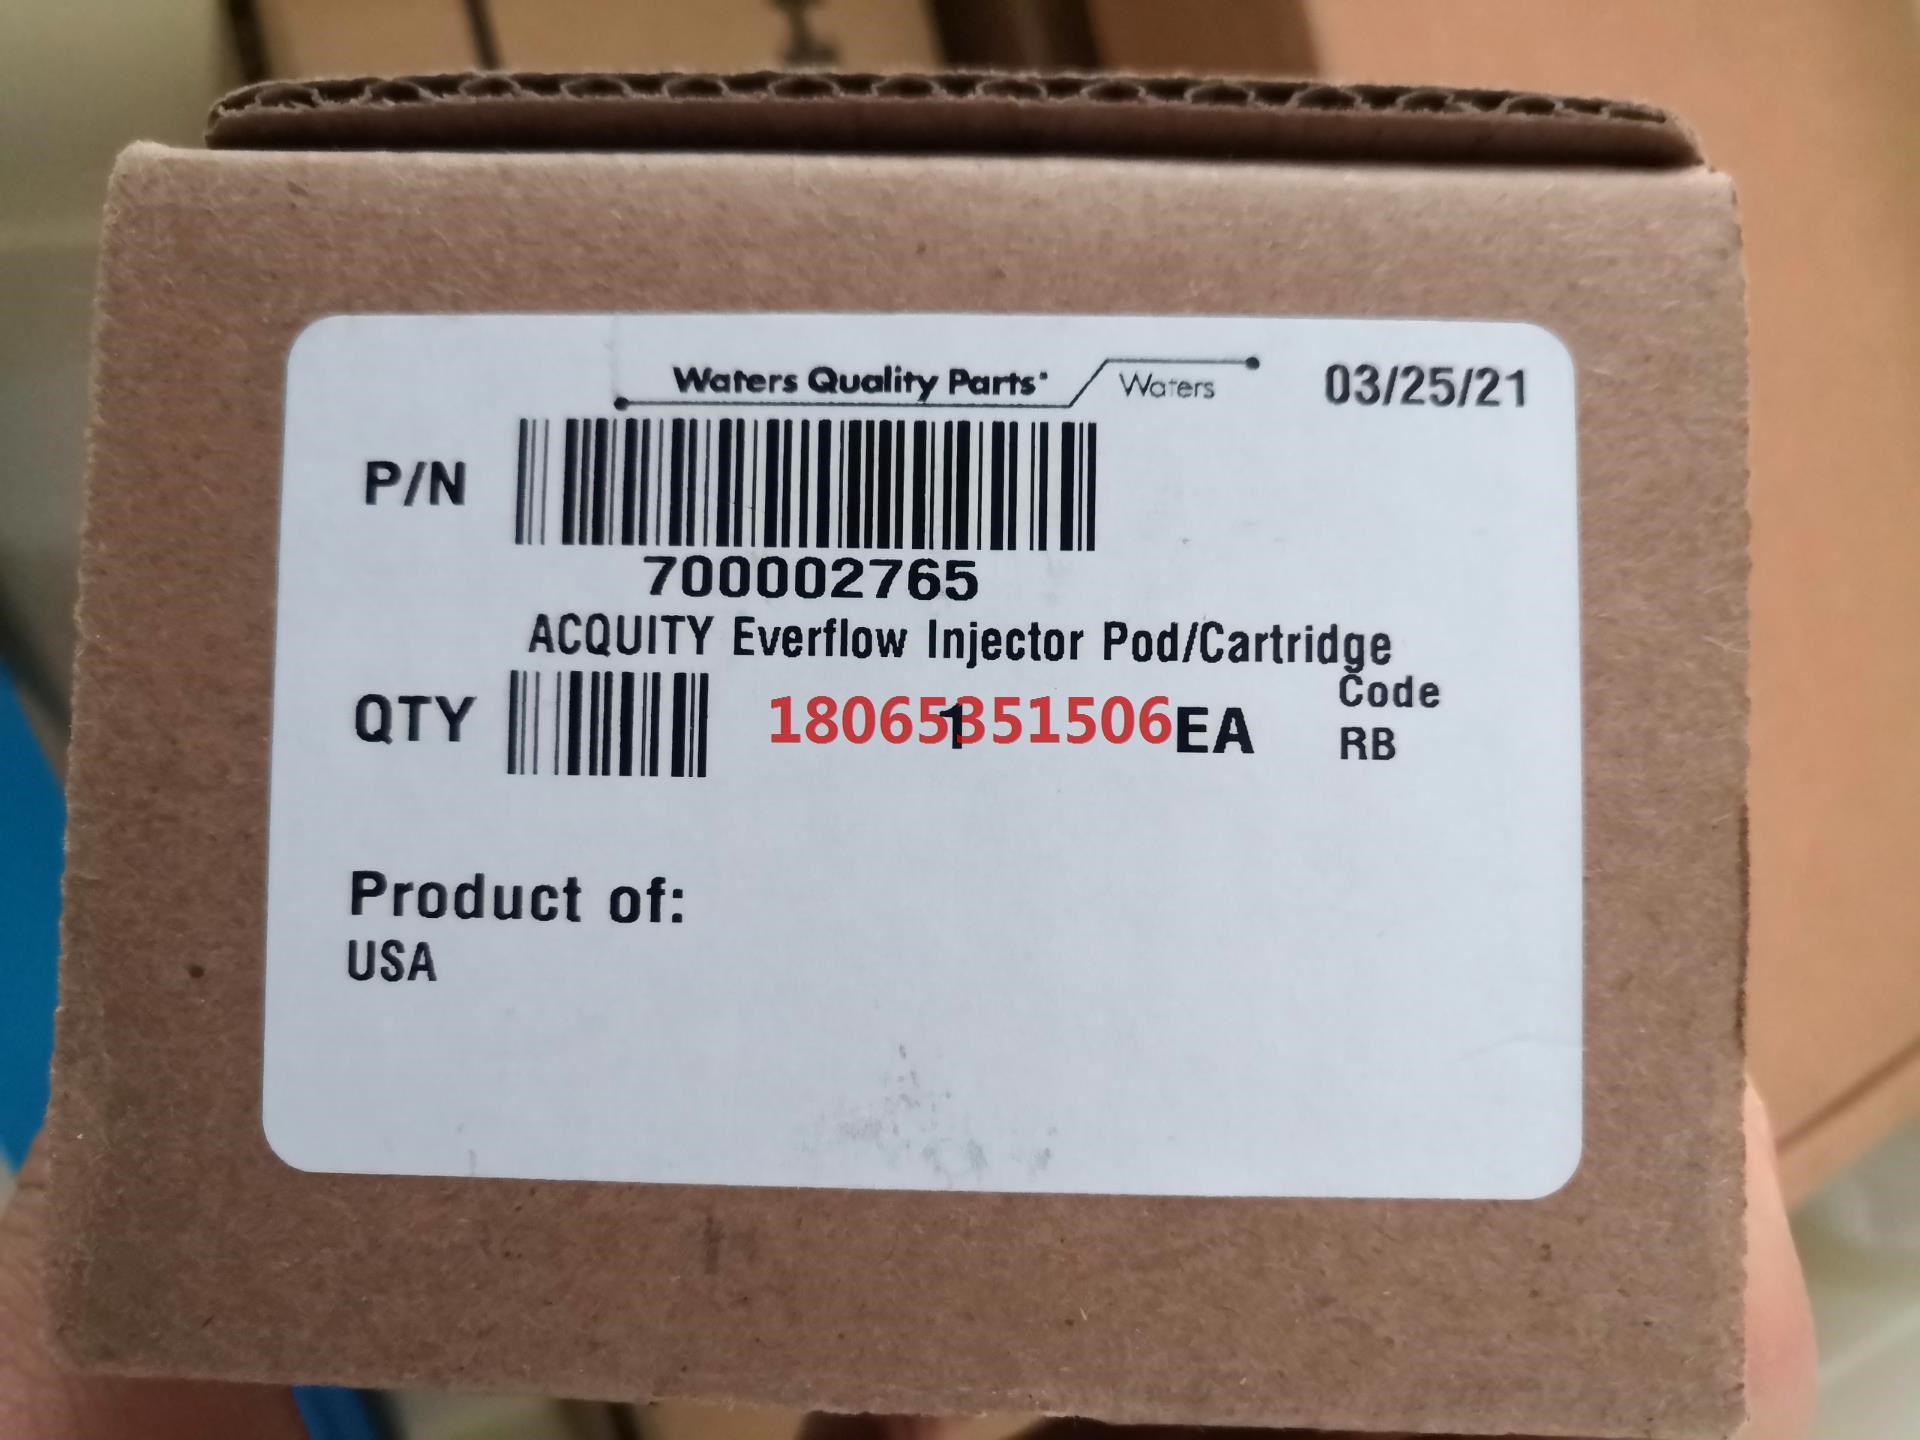 Waters Quality Parts® Waters 03/25/21
P/N
700002765
ACQUITY Everflow Injector Pod/Cartridge
Code
QTY 1 EA RB
18065351506
Product of:
USA